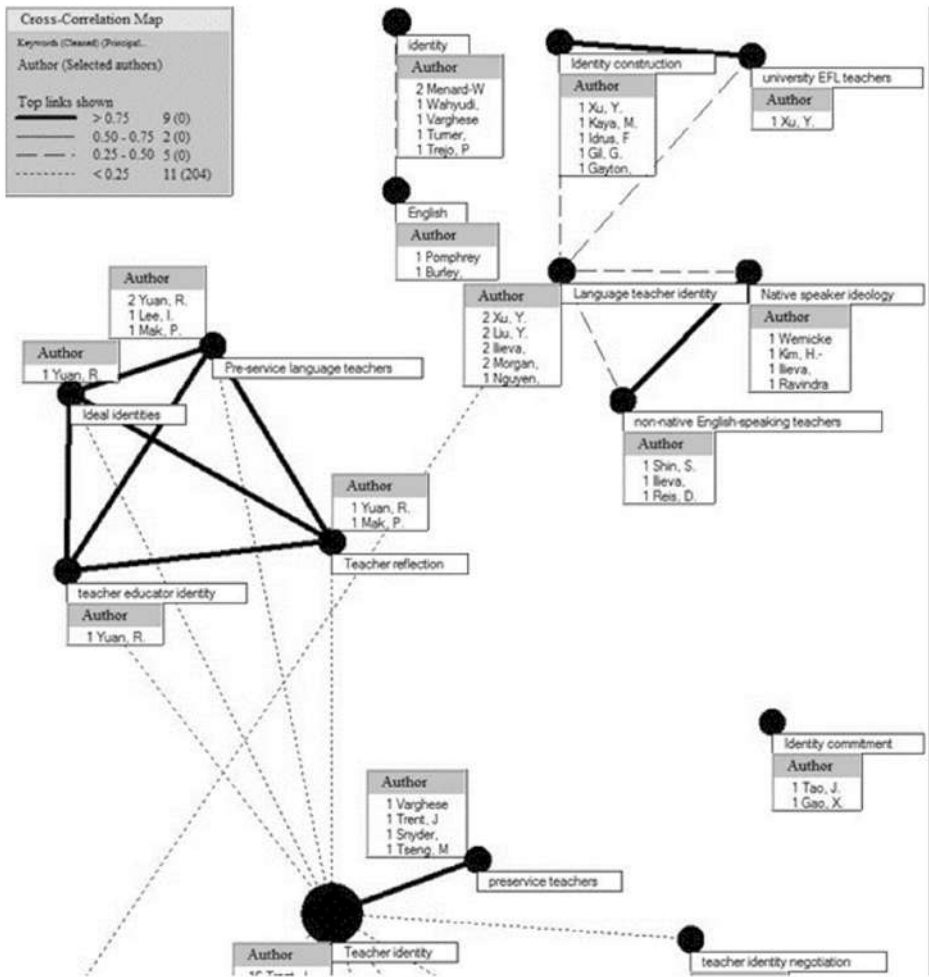 Cross-Correlation Map
Keywords (Cleaned) (Principal...
Author (Selected authors)
Top links shown
> 0.75 9 (0)
0.50 - 0.75 2 (0)
0.25 - 0.50 5 (0)
< 0.25 11 (204)
identity
Author
2 Menard-W
1 Wahyudi,
1 Varghese
1 Turner,
1 Trejo, P
English
Author
1 Pomphrey
1 Burley,
Identity construction
Author
1 Xu, Y.
1 Kaya, M.
1 Idrus, F
1 Gil, G.
1 Gayton,
university EFL teachers
Author
1 Xu, Y.
Language teacher identity
Author
2 Xu, Y.
2 Liu, Y.
2 Ilieva,
2 Morgan,
1 Nguyen,
Native speaker ideology
Author
1 Wernicke
1 Kim, H.-
1 Ilieva,
1 Ravindra
non-native English-speaking teachers
Author
1 Shin, S.
1 Ilieva,
1 Reis, D.
Author
2 Yuan, R.
1 Lee, I.
1 Mak, P.
Pre-service language teachers
Author
1 Yuan, R.
Ideal identities
Author
1 Yuan, R.
1 Mak, P.
Teacher reflection
teacher educator identity
Author
1 Yuan, R.
Identity commitment
Author
1 Tao, J.
1 Gao, X.
Author
1 Varghese
1 Trent, J
1 Snyder,
1 Tseng, M
preservice teachers
Teacher identity
Author
teacher identity negotiation